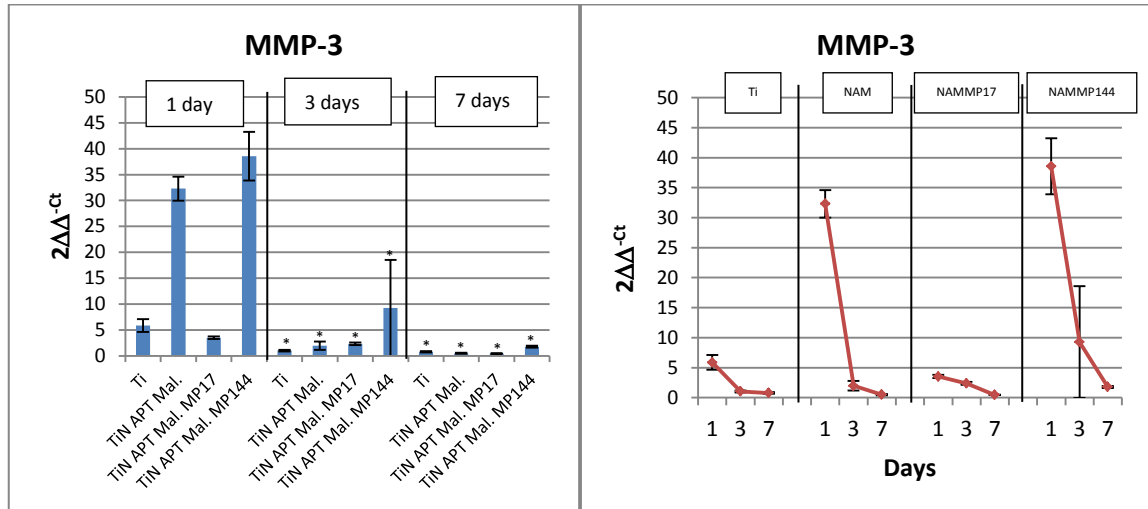 MMP-3
1 day
3 days
7 days
50
45
40
35
30
25
20
15
10
5
0
2ΔΔ-Ct
*
*
*
*
*
*
*
*
Ti
TiN APT Mal.
TiN APT Mal. MP17
TiN APT Mal. MP144
Ti
TiN APT Mal.
TiN APT Mal. MP17
TiN APT Mal. MP144
Ti
TiN APT Mal.
TiN APT Mal. MP17
TiN APT Mal. MP144
MMP-3
Ti
NAM
NAMMP17
NAMMP144
50
45
40
35
30
25
20
15
10
5
0
2ΔΔ-Ct
1 3 7 1 3 7 1 3 7 1 3 7
Days